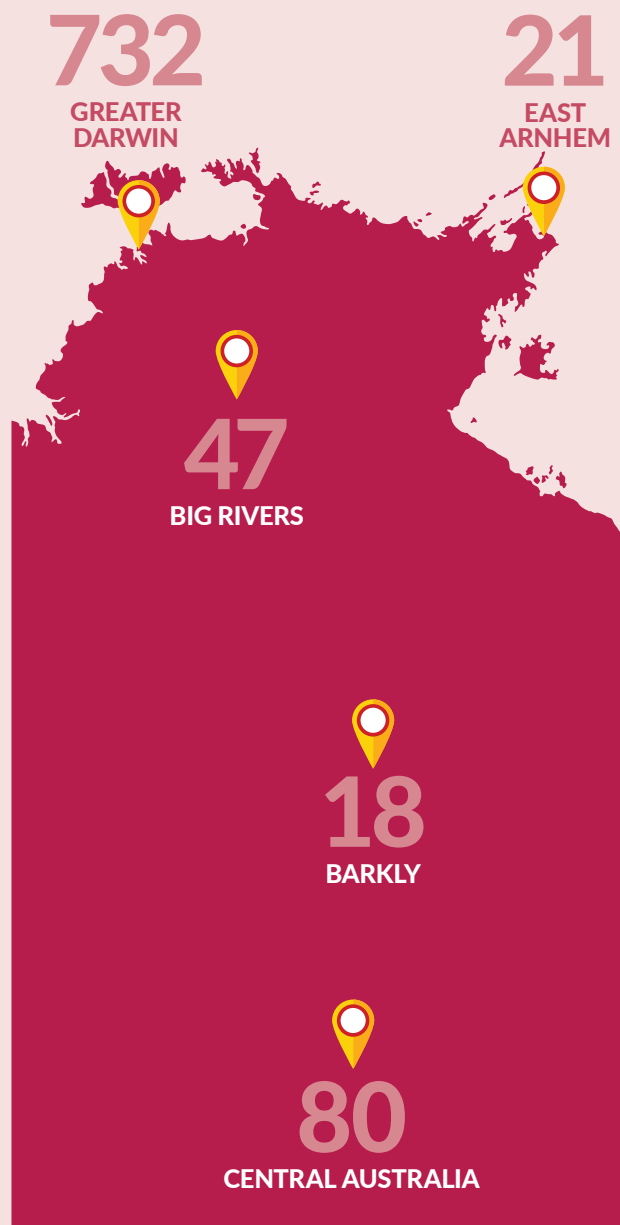 732
GREATER
DARWIN
21
EAST
ARNHEM
47
BIG RIVERS
18
BARKLY
80
CENTRAL AUSTRALIA